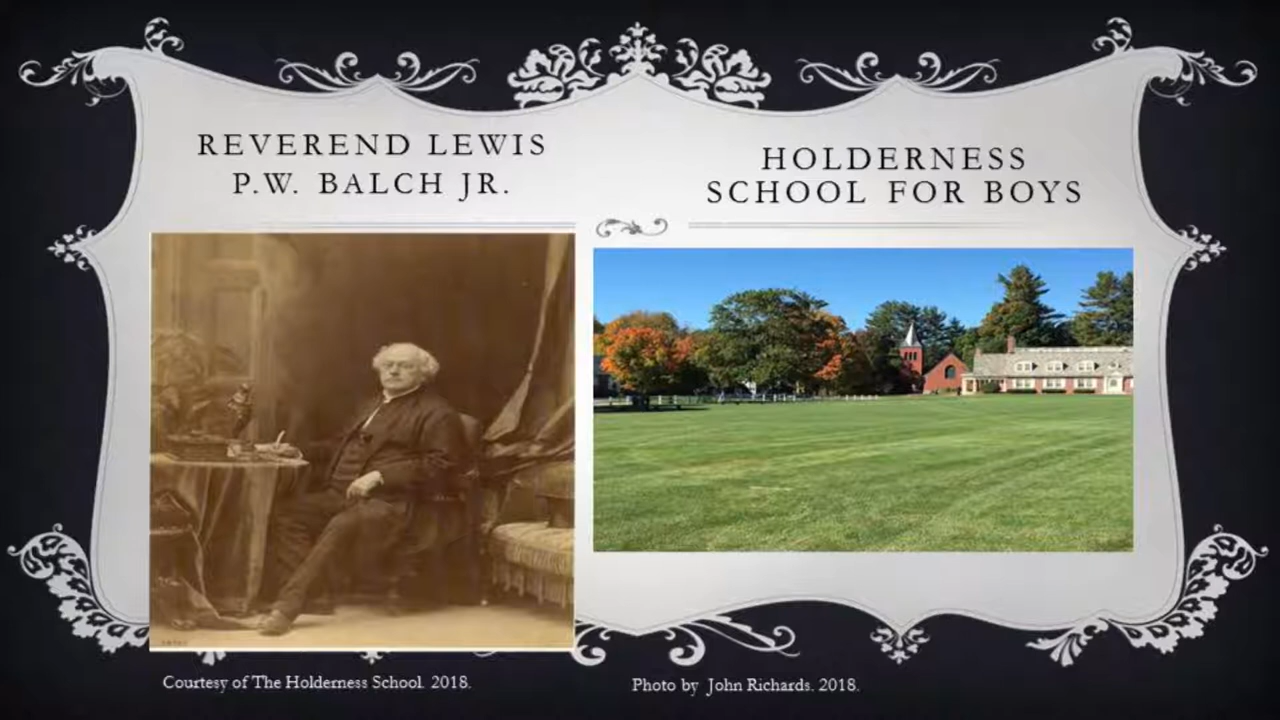 REVEREND LEWIS
P.W. BALCH JR.
HOLDERNESS
SCHOOL FOR BOYS
Courtesy of The Holderness School. 2018.
Photo by John Richards. 2018.